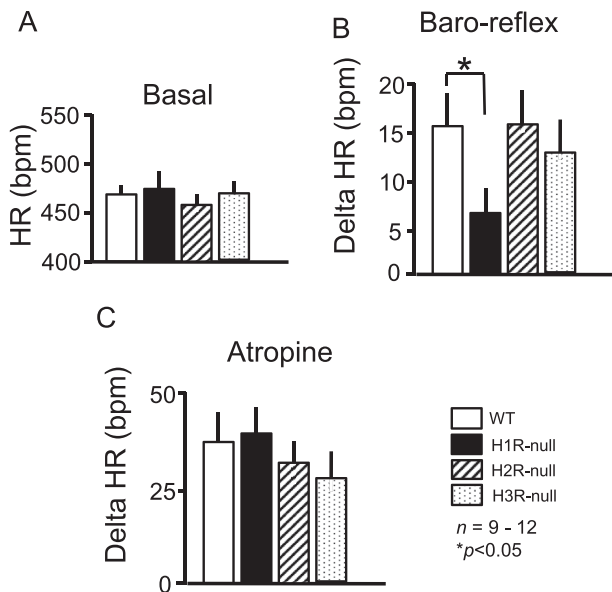 A
Basal
HR (bpm)
550
500
450
400
B
Baro-reflex
Delta HR (bpm)
20
15
10
5
0
*
C
Atropine
Delta HR (bpm)
50
25
0
WT
H1R-null
H2R-null
H3R-null
n = 9 - 12
*p<0.05